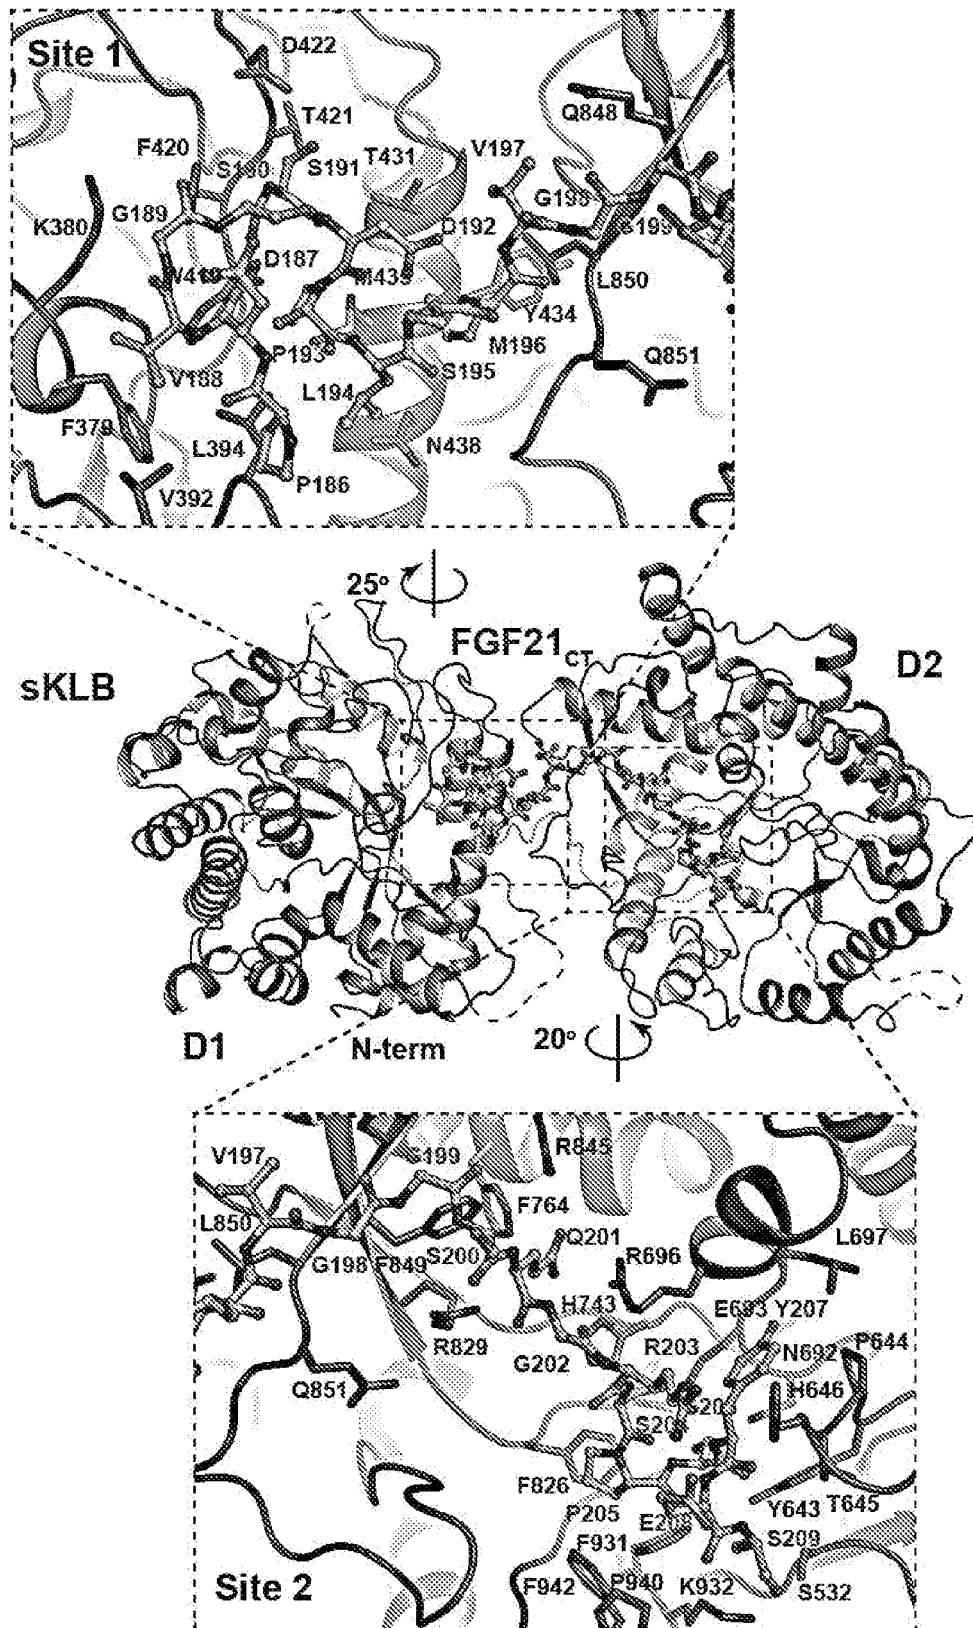 Site 1
D422
T421
Q848
F420
S190
S191
T431
V197
G198
K380
G189
D192
S199
D187
L850
Y434
P193
M196
V188
S195
Q851
L194
F379
L394
N438
V392
P186
25°
FGF21CT
sKLB
D2
D1
N-term
20°
V197
S199
R845
L850
F764
Q201
L697
G198
F849
S200
R696
H743
E693
Y207
R829
G202
R203
N692
P644
Q851
H646
F826
T645
P205
Y643
F931
S209
F942
P940
K932
S532
Site 2